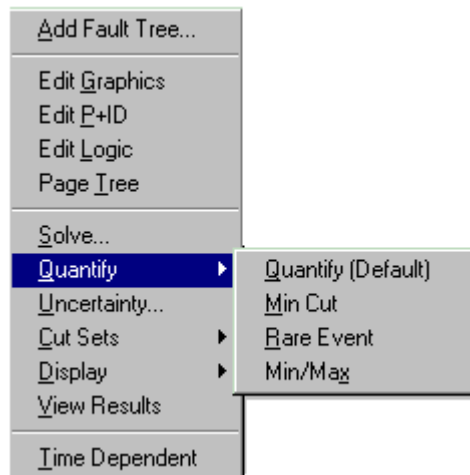 Add Fault Tree...
Edit Graphics
Edit P+ID
Edit Logic
Page Tree
Solve...
Quantify
Quantify (Default)
Uncertainty...
Min Cut
Cut Sets
Rare Event
Display
Min/Max
View Results
Time Dependent